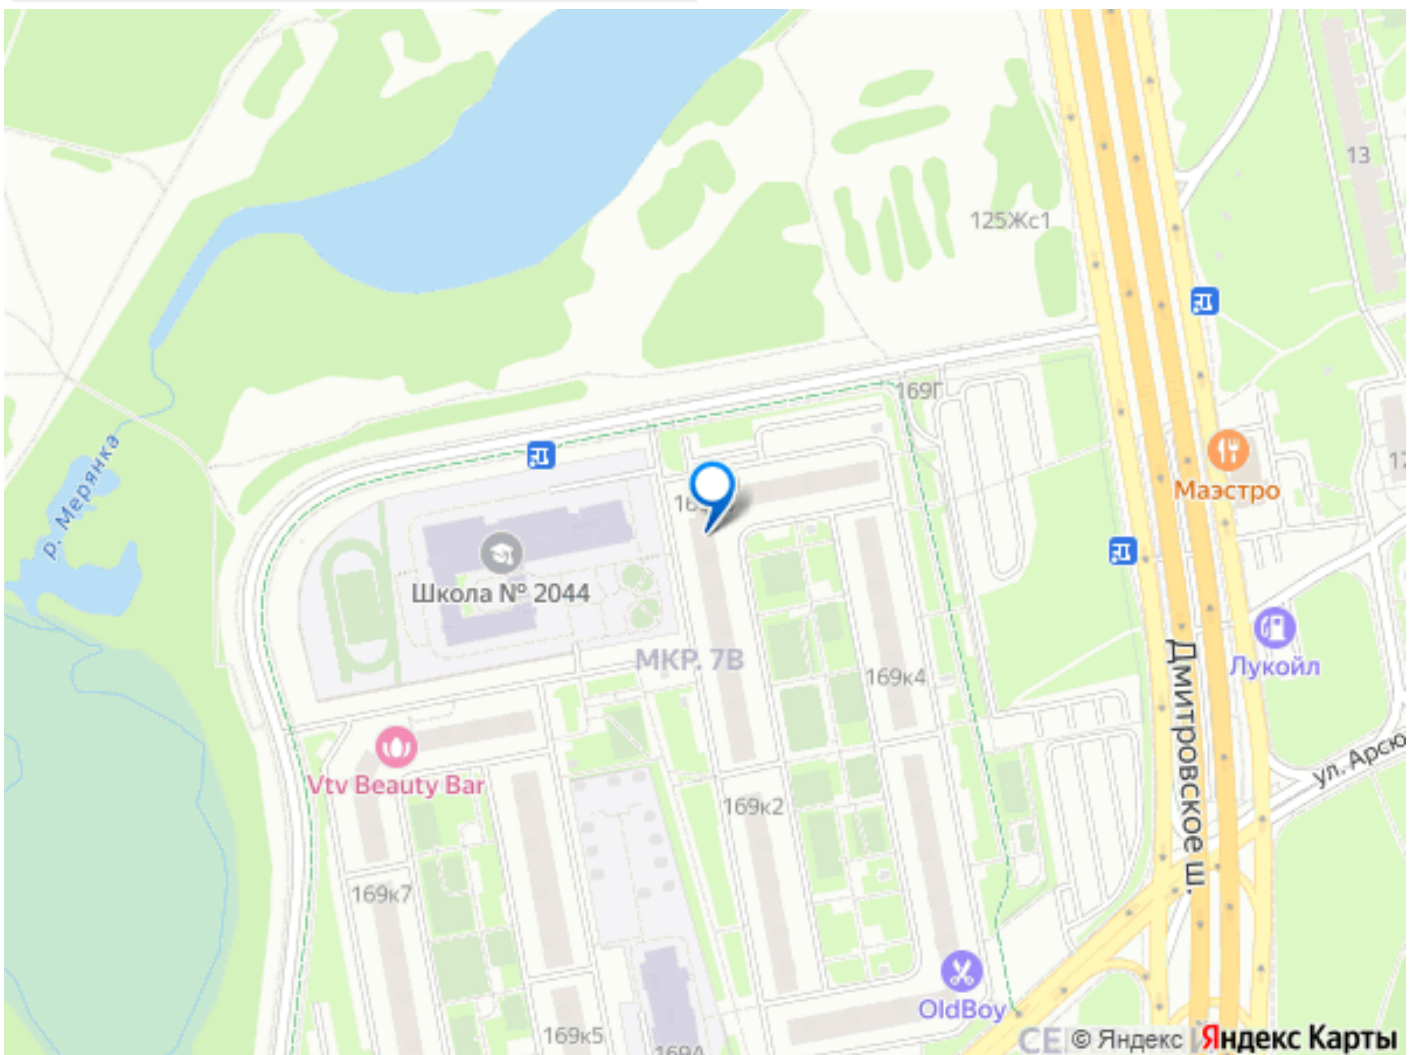 13
125Жс1
169Г
Маэстро
р. Мерянка
Школа № 2044
МКР. 7В
169к4
Лукойл
Дмитровское ш.
ул. Арсю
Vtv Beauty Bar
169к2
169к7
OldBoy
169к5
169А
© Яндекс Яндекс Карты